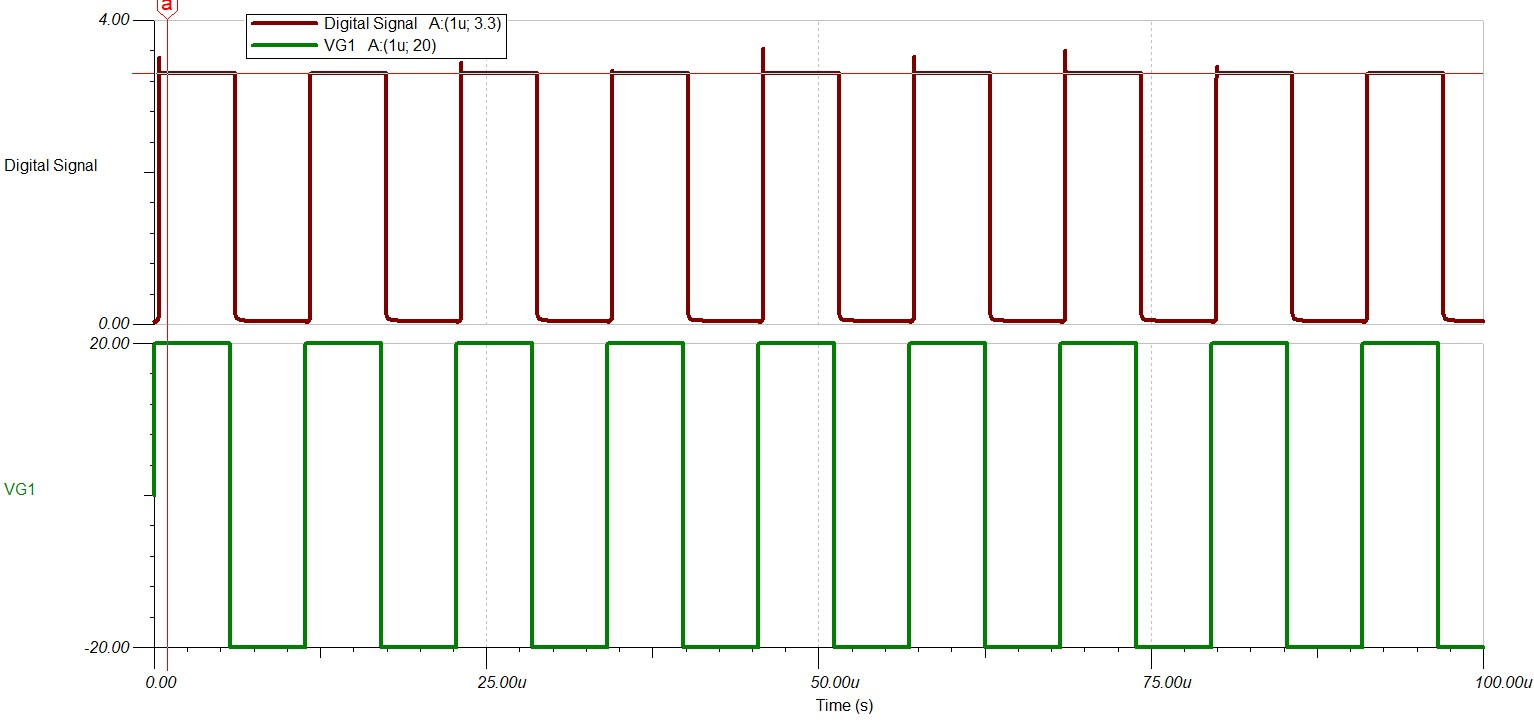 a
4.00
Digital Signal A:(1u; 3.3)
VG1 A:(1u; 20)
Digital Signal
0.00
20.00
VG1
-20.00
0.00 25.00u 50.00u 75.00u 100.00u
Time (s)